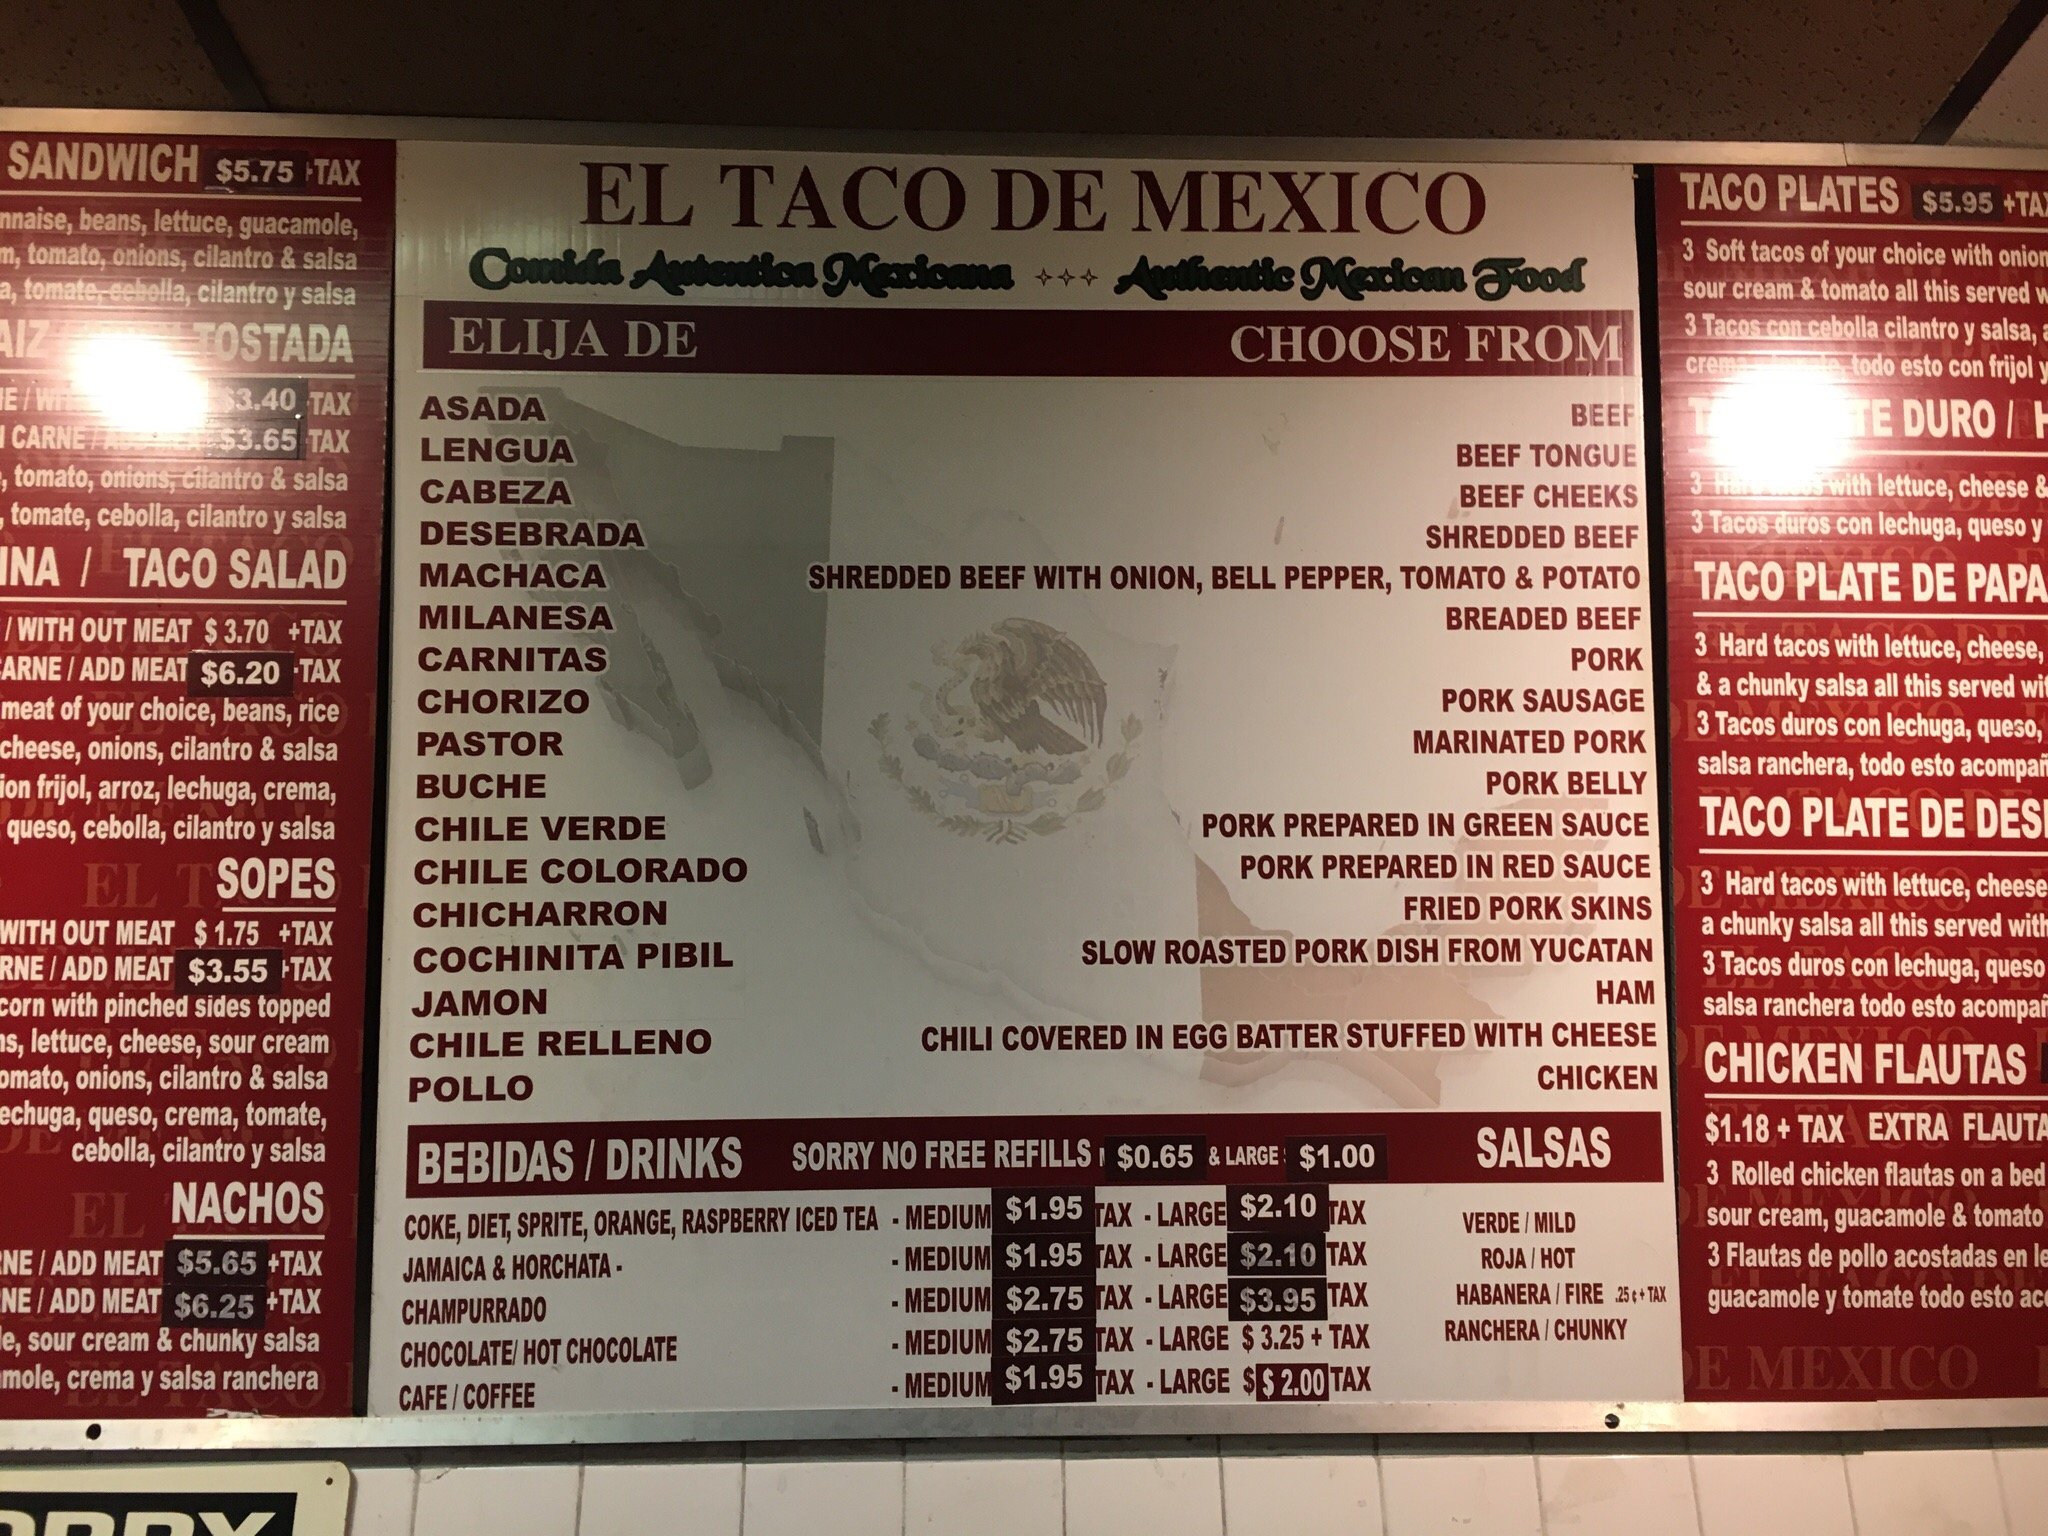 SANDWICH $5.75 +TAX
nnaise, beans, lettuce, guacamole,
m, tomato, onions, cilantro & salsa
a, tomate, cebolla, cilantro y salsa
TOSTADA
$3.40 TAX
CARNE / $3.65 TAX
, tomato, onions, cilantro & salsa
, tomate, cebolla, cilantro y salsa
INA / TACO SALAD
/ WITH OUT MEAT $ 3.70 +TAX
CARNE / ADD MEAT $6.20 TAX
meat of your choice, beans, rice
cheese, onions, cilantro & salsa
ion frijol, arroz, lechuga, crema,
queso, cebolla, cilantro y salsa
SOPES
WITH OUT MEAT $ 1.75 +TAX
RNE / ADD MEAT $3.55 +TAX
corn with pinched sides topped
ns, lettuce, cheese, sour cream
omato, onions, cilantro & salsa
echuga, queso, crema, tomate,
cebolla, cilantro y salsa
NACHOS
NE / ADD MEAT $5.65 +TAX
NE / ADD MEAT $6.25 +TAX
le, sour cream & chunky salsa
mole, crema y salsa ranchera
EL TACO DE MEXICO
Comida Autentica Mexicana Authentic Mexican Food
ELIJA DE CHOOSE FROM
ASADA BEEF
LENGUA BEEF TONGUE
CABEZA BEEF CHEEKS
DESEBRADA SHREDDED BEEF
MACHACA SHREDDED BEEF WITH ONION, BELL PEPPER, TOMATO & POTATO
MILANESA BREADED BEEF
CARNITAS PORK
CHORIZO PORK SAUSAGE
PASTOR MARINATED PORK
BUCHE PORK BELLY
CHILE VERDE PORK PREPARED IN GREEN SAUCE
CHILE COLORADO PORK PREPARED IN RED SAUCE
CHICHARRON FRIED PORK SKINS
COCHINITA PIBIL SLOW ROASTED PORK DISH FROM YUCATAN
JAMON HAM
CHILE RELLENO CHILI COVERED IN EGG BATTER STUFFED WITH CHEESE
POLLO CHICKEN
BEBIDAS / DRINKS SORRY NO FREE REFILLS $0.65 & LARGE $1.00
COKE, DIET, SPRITE, ORANGE, RASPBERRY ICED TEA - MEDIUM $1.95 TAX - LARGE $2.10 TAX
JAMAICA & HORCHATA - - MEDIUM $1.95 TAX - LARGE $2.10 TAX
CHAMPURRADO - MEDIUM $2.75 TAX - LARGE $3.95 TAX
CHOCOLATE/ HOT CHOCOLATE - MEDIUM $2.75 TAX - LARGE $ 3.25 + TAX
CAFE / COFFEE - MEDIUM $1.95 TAX - LARGE $ $ 2.00 TAX
SALSAS
VERDE / MILD
ROJA / HOT
HABANERA / FIRE .25 ¢ + TAX
RANCHERA / CHUNKY
TACO PLATES $5.95 +TAX
3 Soft tacos of your choice with onion
sour cream & tomato all this served w
3 Tacos con cebolla cilantro y salsa, a
todo esto con frijol y
TE DURO / H
3 Hard tacos with lettuce, cheese &
3 Tacos duros con lechuga, queso y
TACO PLATE DE PAPA
3 Hard tacos with lettuce, cheese,
& a chunky salsa all this served wit
3 Tacos duros con lechuga, queso,
salsa ranchera, todo esto acompañ
TACO PLATE DE DES
3 Hard tacos with lettuce, cheese
a chunky salsa all this served with
3 Tacos duros con lechuga, queso
salsa ranchera todo esto acompañ
CHICKEN FLAUTAS
$1.18 + TAX EXTRA FLAUTA
3 Rolled chicken flautas on a bed
sour cream, guacamole & tomato
3 Flautas de pollo acostadas en le
guacamole y tomate todo esto aco